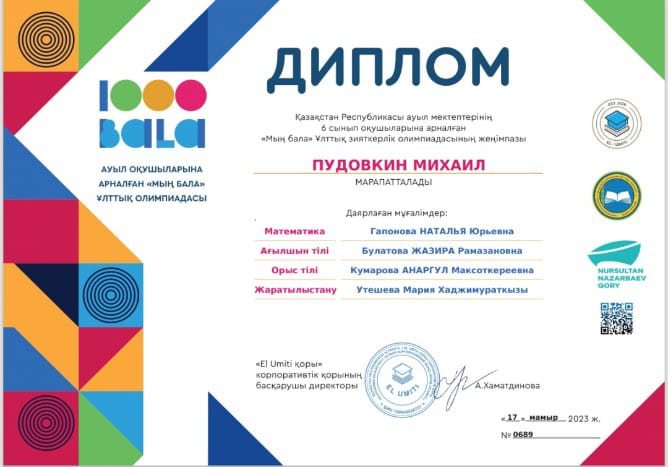 1000
BALA
АУЫЛ ОҚУШЫЛАРЫНА
АРНАЛҒАН «МЫҢ БАЛА»
ҰЛТТЫҚ ОЛИМПИАДАСЫ
ДИПЛОМ
Қазақстан Республикасы ауыл мектептерінің
6 сынып оқушыларына арналған
«Мың бала» Ұлттық зияткерлік олимпиадасының жеңімпазы
ПУДОВКИН МИХАИЛ
МАРАПАТТАЛАДЫ
Даярлаған мұғалімдер:
Математика Гапонова НАТАЛЬЯ Юрьевна
Ағылшын тілі Булатова ЖАЗИРА Рамазановна
Орыс тілі Кумарова АНАРГУЛ Максоткереевна
Жаратылыстану Утешева Мария Хаджимураткызы
EL UMITI
NURSULTAN
NAZARBAEV
QORY
«El Umiti қоры»
корпоративтік қорының
басқарушы директоры
EL UMITI
А.Хаматдинова
«17» мамыр 2023 ж.
№ 0689